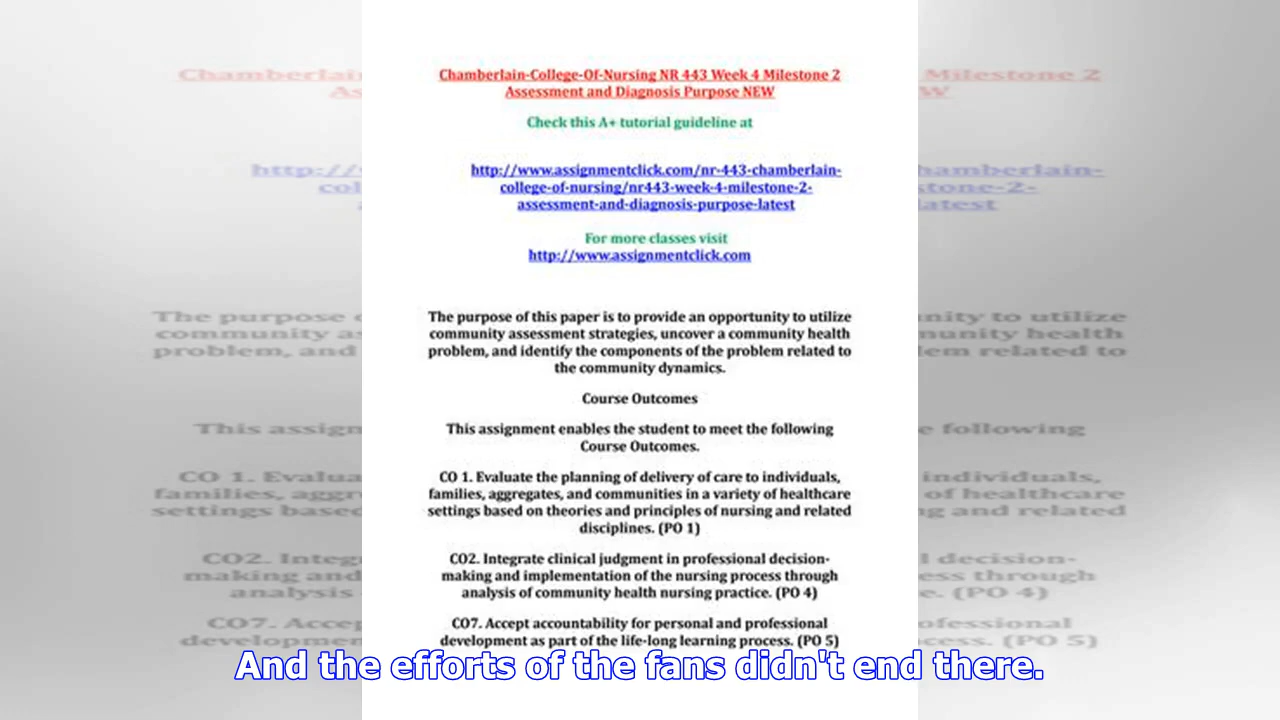 Chamberlain-College-Of-Nursing NR 443 Week 4 Milestone 2
Assessment and Diagnosis Purpose NEW
Check this A+ tutorial guideline at
http://www.assignmentclick.com/nr-443-chamberlain-
college-of-nursing/nr443-week-4-milestone-2-
assessment-and-diagnosis-purpose-latest
For more classes visit
http://www.assignmentclick.com
The purpose of this paper is to provide an opportunity to utilize
community assessment strategies, uncover a community health
problem, and identify the components of the problem related to
the community dynamics.
Course Outcomes
This assignment enables the student to meet the following
Course Outcomes.
CO 1. Evaluate the planning of delivery of care to individuals,
families, aggregates, and communities in a variety of healthcare
settings based on theories and principles of nursing and related
disciplines. (PO 1)
CO2. Integrate clinical judgment in professional decision-
making and implementation of the nursing process through
analysis of community health nursing practice. (PO 4)
CO7. Accept accountability for personal and professional
development as part of the life-long learning process. (PO 5)
And the efforts of the fans didn't end there.